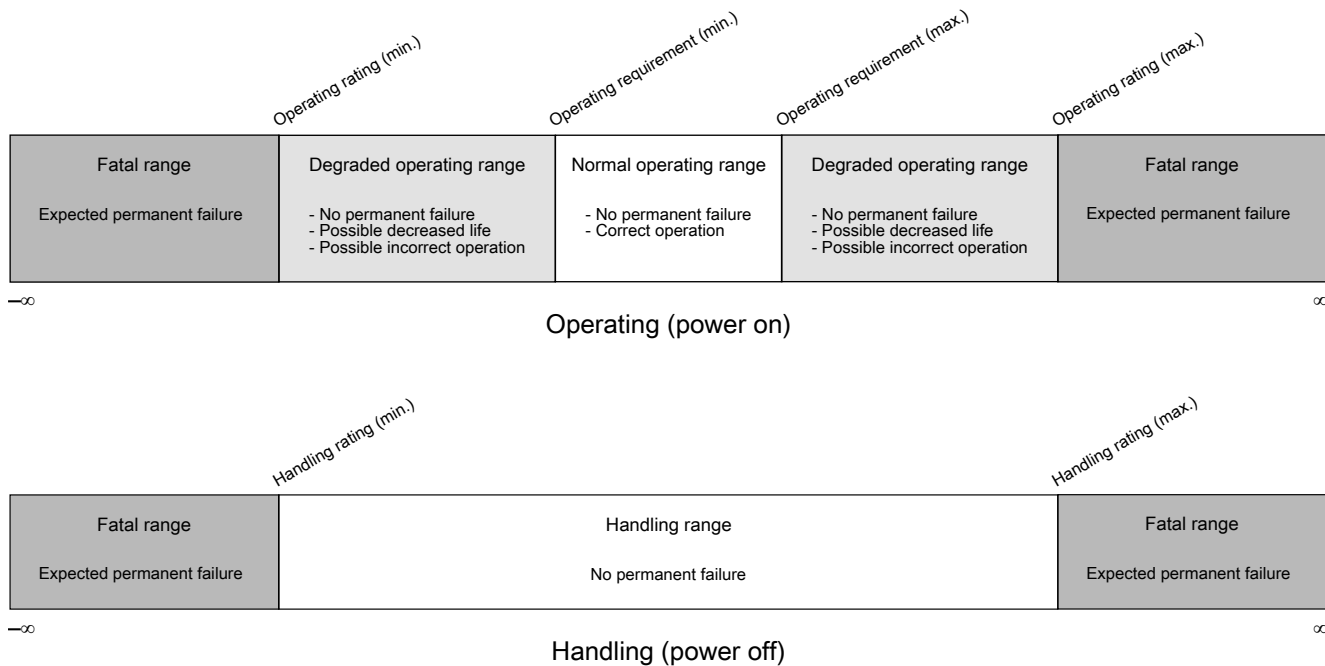 Operating rating (min.)
Operating requirement (min.)
Operating requirement (max.)
Operating rating (max.)
Fatal range
Expected permanent failure
Degraded operating range
- No permanent failure
- Possible decreased life
- Possible incorrect operation
Normal operating range
- No permanent failure
- Correct operation
Degraded operating range
- No permanent failure
- Possible decreased life
- Possible incorrect operation
Fatal range
Expected permanent failure
–∞
∞
Operating (power on)
Handling rating (min.)
Handling rating (max.)
Fatal range
Expected permanent failure
Handling range
No permanent failure
Fatal range
Expected permanent failure
–∞
∞
Handling (power off)